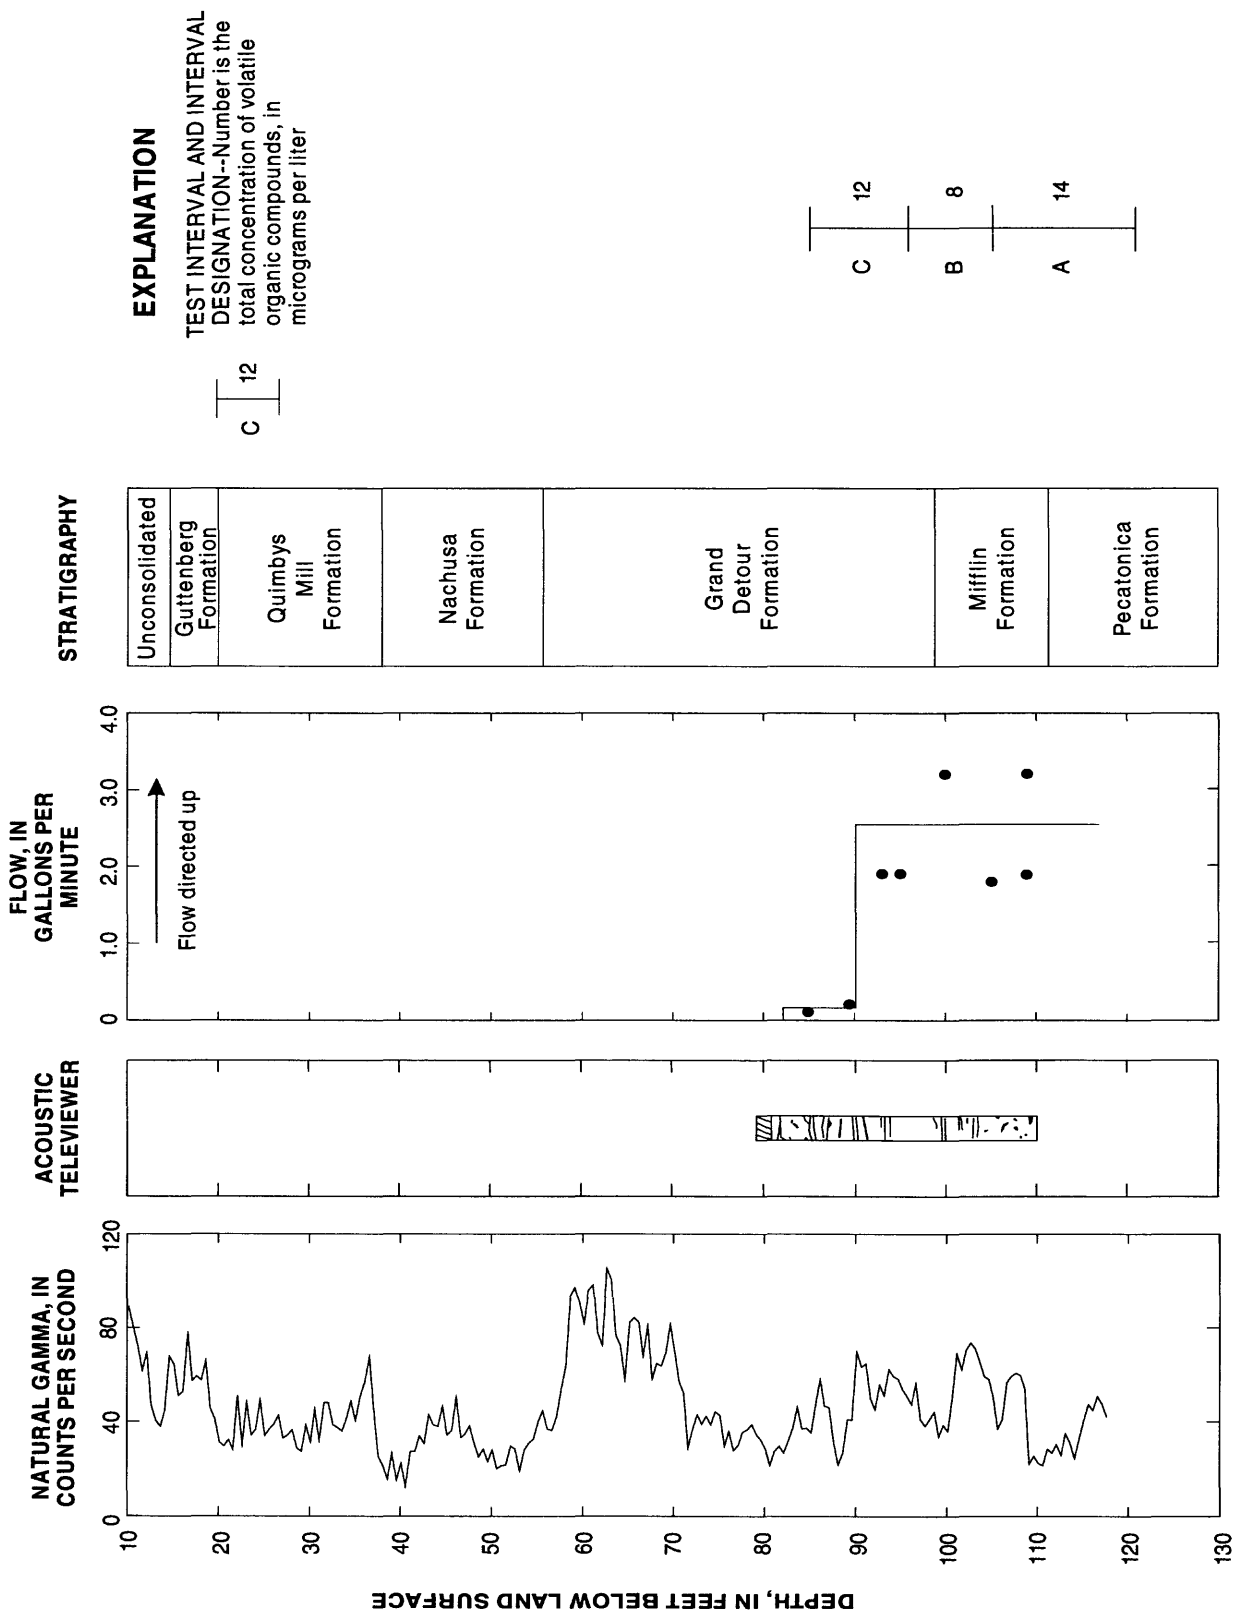 NATURAL GAMMA, IN
COUNTS PER SECOND
0
40
80
120
ACOUSTIC
TELEVIEWER
FLOW, IN
GALLONS PER
MINUTE
0
1.0
2.0
3.0
4.0
Flow directed up
STRATIGRAPHY
Unconsolidated
Guttenberg
Formation
Quimbys
Mill
Formation
Nachusa
Formation
Grand
Detour
Formation
Mifflin
Formation
Pecatonica
Formation
EXPLANATION
C
12
TEST INTERVAL AND INTERVAL
DESIGNATION--Number is the
total concentration of volatile
organic compounds, in
micrograms per liter
C
12
B
8
A
14
10
20
30
40
50
60
70
80
90
100
110
120
130
DEPTH, IN FEET BELOW LAND SURFACE